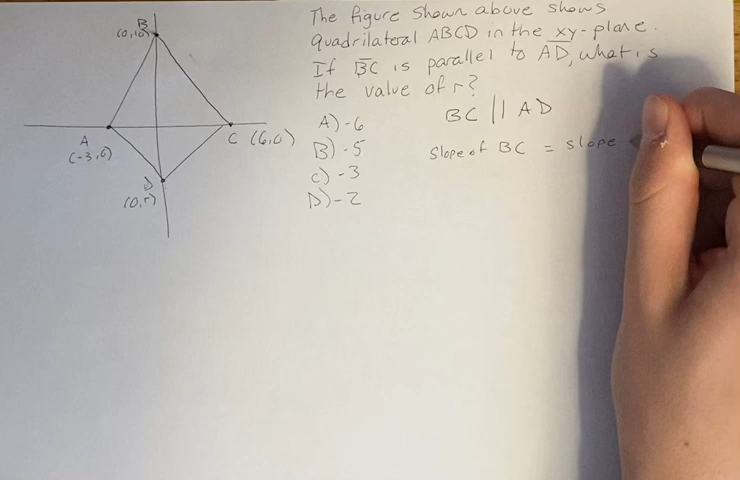 The figure shown above shows
quadrilateral ABCD in the xy-plane.
If BC is parallel to AD, what is
the value of r?
A) -6
B) -5
C) -3
D) -2
BC || AD
Slope of BC = slope
B
(0,10)
A
(-3,0)
C (6,0)
D
(0,r)